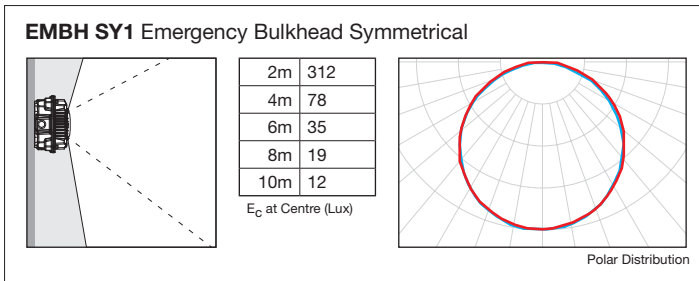 EMBH SY1 Emergency Bulkhead Symmetrical
2m 312
4m 78
6m 35
8m 19
10m 12
EC at Centre (Lux)
Polar Distribution